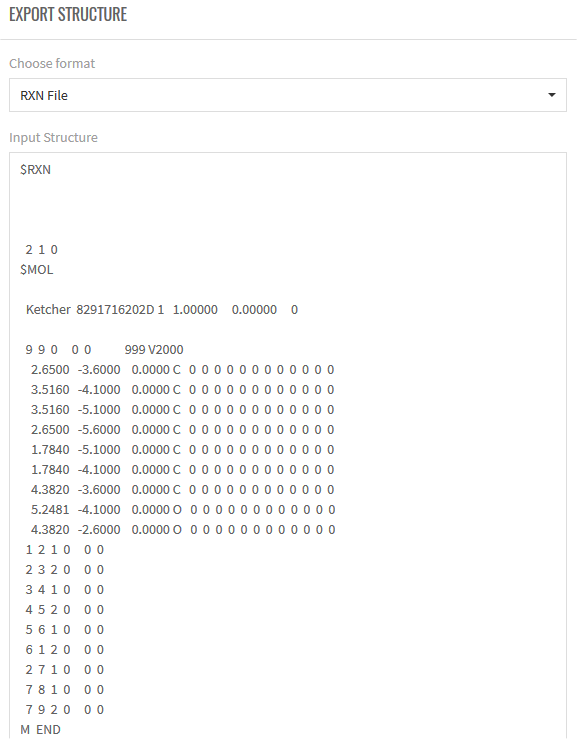 EXPORT STRUCTURE
Choose format
RXN File
Input Structure
$RXN
2 1 0
$MOL
Ketcher 8291716202D 1 1.00000 0.00000 0
9 9 0 0 0 999 V2000
2.6500 -3.6000 0.0000 C 0 0 0 0 0 0 0 0 0 0 0 0
3.5160 -4.1000 0.0000 C 0 0 0 0 0 0 0 0 0 0 0 0
3.5160 -5.1000 0.0000 C 0 0 0 0 0 0 0 0 0 0 0 0
2.6500 -5.6000 0.0000 C 0 0 0 0 0 0 0 0 0 0 0 0
1.7840 -5.1000 0.0000 C 0 0 0 0 0 0 0 0 0 0 0 0
1.7840 -4.1000 0.0000 C 0 0 0 0 0 0 0 0 0 0 0 0
4.3820 -3.6000 0.0000 C 0 0 0 0 0 0 0 0 0 0 0 0
5.2481 -4.1000 0.0000 O 0 0 0 0 0 0 0 0 0 0 0 0
4.3820 -2.6000 0.0000 O 0 0 0 0 0 0 0 0 0 0 0 0
1 2 1 0 0 0
2 3 2 0 0 0
3 4 1 0 0 0
4 5 2 0 0 0
5 6 1 0 0 0
6 1 2 0 0 0
2 7 1 0 0 0
7 8 1 0 0 0
7 9 2 0 0 0
M END